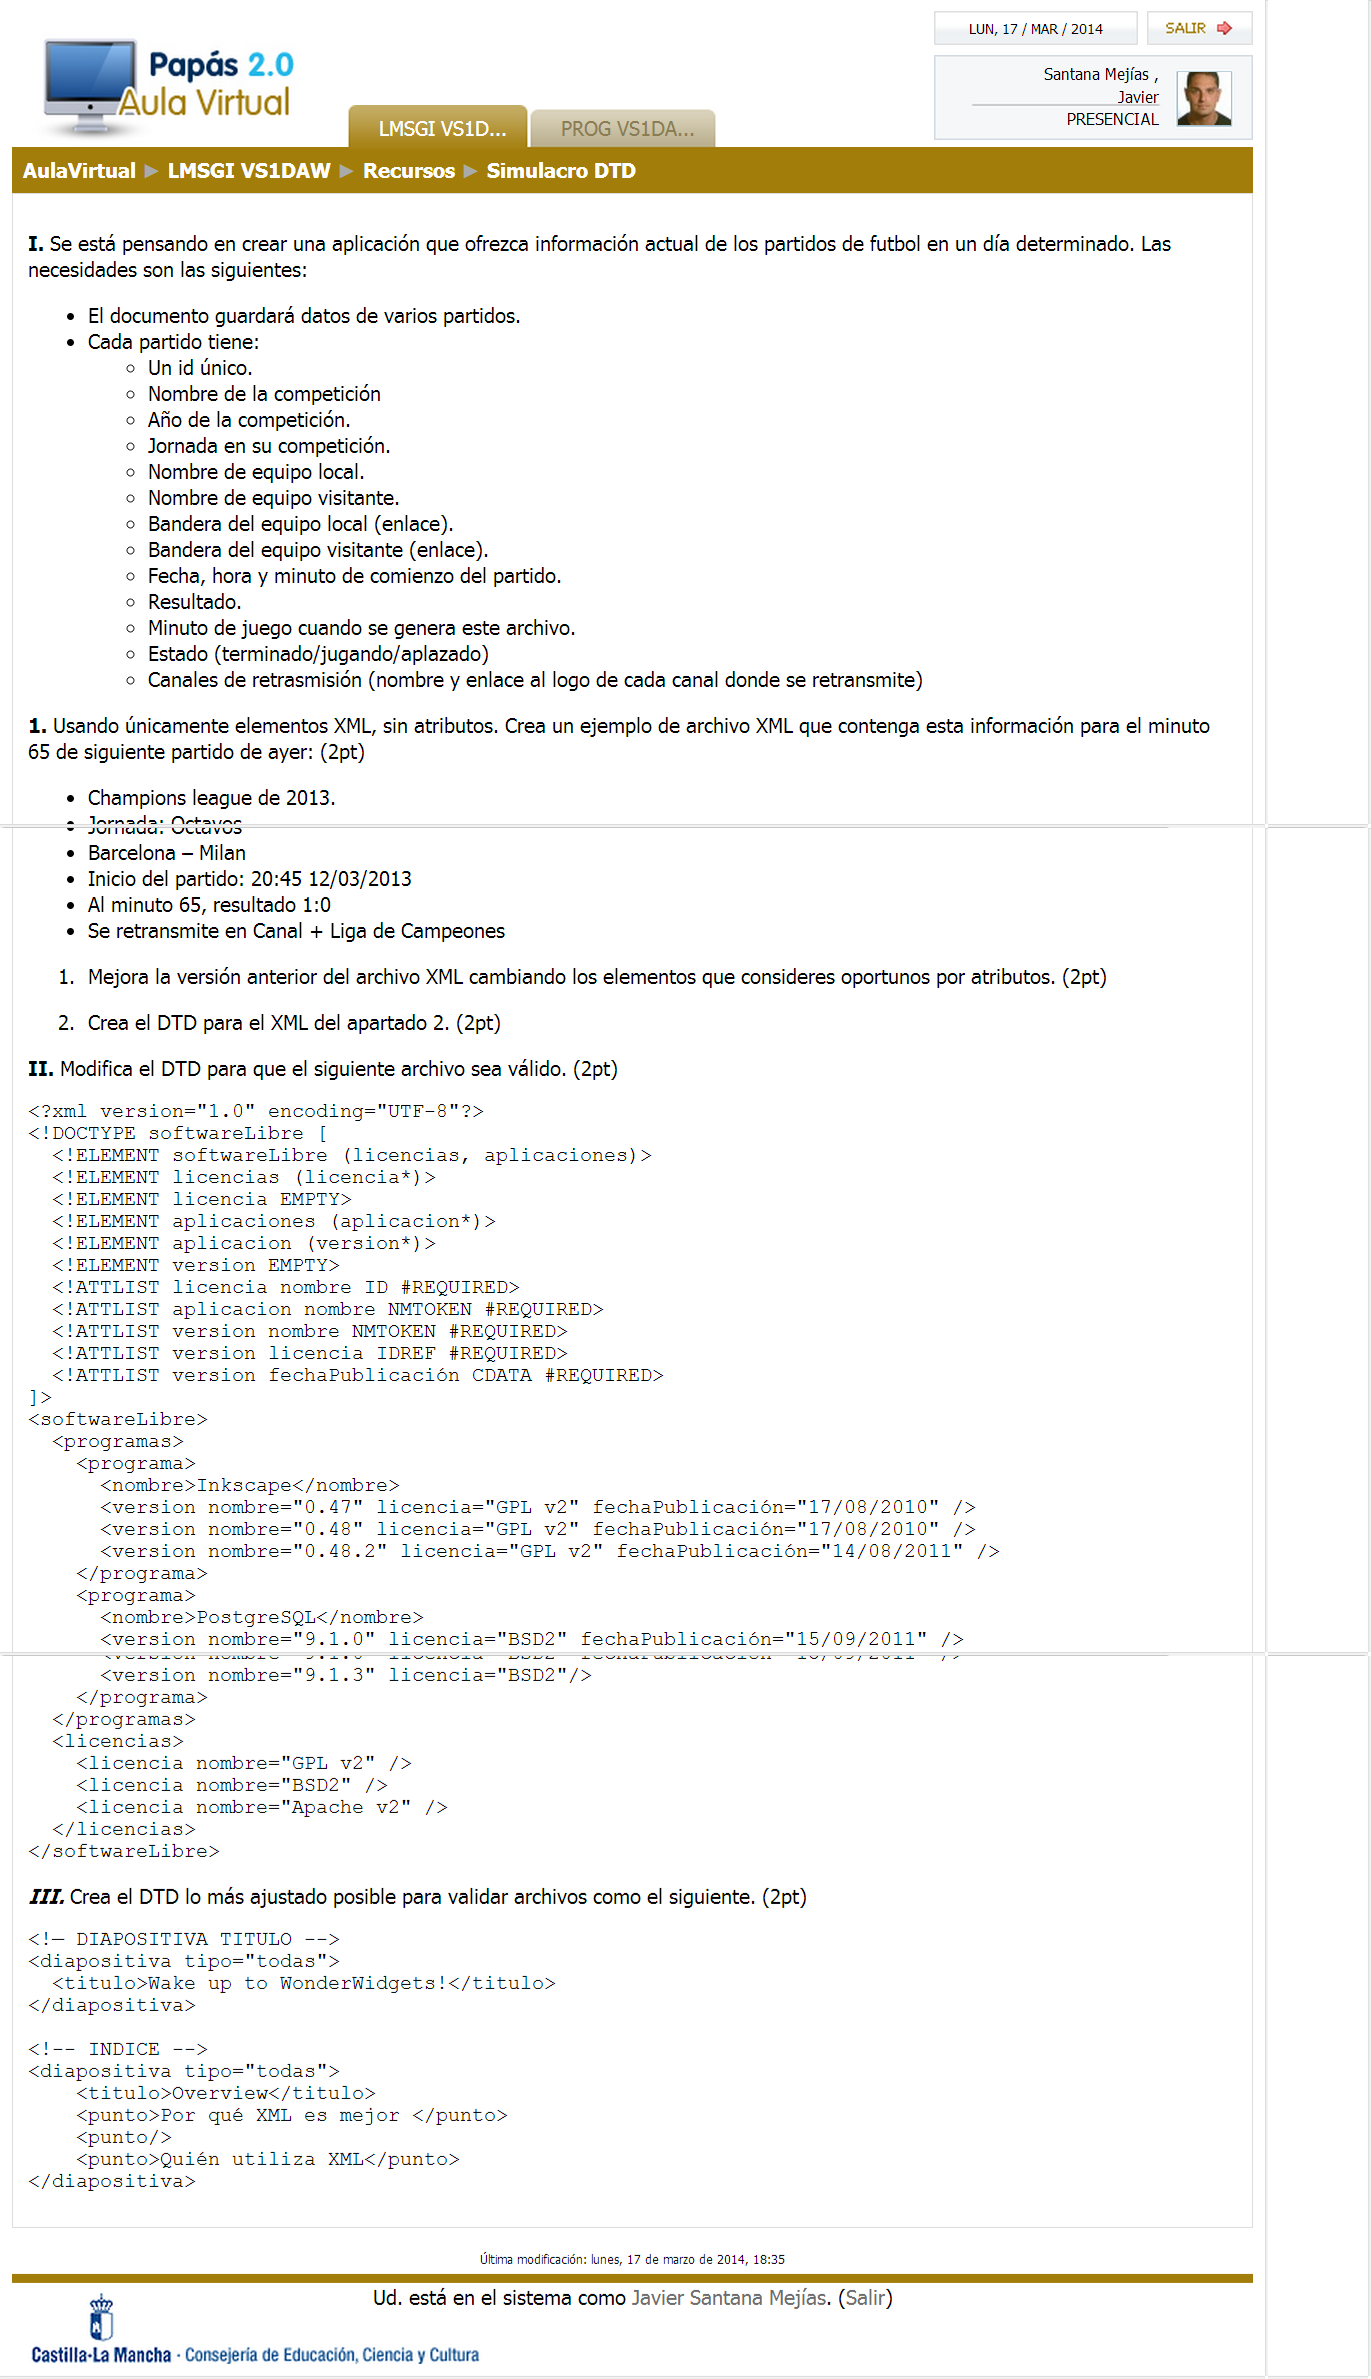 LUN, 17 / MAR / 2014
SALIR
Papás 2.0
Aula Virtual
Santana Mejías ,
Javier
PRESENCIAL
LMSGI VS1D...
PROG VS1DA...
AulaVirtual ► LMSGI VS1DAW ► Recursos ► Simulacro DTD
I. Se está pensando en crear una aplicación que ofrezca información actual de los partidos de futbol en un día determinado. Las
necesidades son las siguientes:
• El documento guardará datos de varios partidos.
• Cada partido tiene:
◦ Un id único.
◦ Nombre de la competición
◦ Año de la competición.
◦ Jornada en su competición.
◦ Nombre de equipo local.
◦ Nombre de equipo visitante.
◦ Bandera del equipo local (enlace).
◦ Bandera del equipo visitante (enlace).
◦ Fecha, hora y minuto de comienzo del partido.
◦ Resultado.
◦ Minuto de juego cuando se genera este archivo.
◦ Estado (terminado/jugando/aplazado)
◦ Canales de retrasmisión (nombre y enlace al logo de cada canal donde se retransmite)
1. Usando únicamente elementos XML, sin atributos. Crea un ejemplo de archivo XML que contenga esta información para el minuto
65 de siguiente partido de ayer: (2pt)
• Champions league de 2013.
• Jornada: Octavos
• Barcelona – Milan
• Inicio del partido: 20:45 12/03/2013
• Al minuto 65, resultado 1:0
• Se retransmite en Canal + Liga de Campeones
1. Mejora la versión anterior del archivo XML cambiando los elementos que consideres oportunos por atributos. (2pt)
2. Crea el DTD para el XML del apartado 2. (2pt)
II. Modifica el DTD para que el siguiente archivo sea válido. (2pt)
<?xml version="1.0" encoding="UTF-8"?>
<!DOCTYPE softwareLibre [
<!ELEMENT softwareLibre (licencias, aplicaciones)>
<!ELEMENT licencias (licencia*)>
<!ELEMENT licencia EMPTY>
<!ELEMENT aplicaciones (aplicacion*)>
<!ELEMENT aplicacion (version*)>
<!ELEMENT version EMPTY>
<!ATTLIST licencia nombre ID #REQUIRED>
<!ATTLIST aplicacion nombre NMTOKEN #REQUIRED>
<!ATTLIST version nombre NMTOKEN #REQUIRED>
<!ATTLIST version licencia IDREF #REQUIRED>
<!ATTLIST version fechaPublicación CDATA #REQUIRED>
]>
<softwareLibre>
<programas>
<programa>
<nombre>Inkscape</nombre>
<version nombre="0.47" licencia="GPL v2" fechaPublicación="17/08/2010" />
<version nombre="0.48" licencia="GPL v2" fechaPublicación="17/08/2010" />
<version nombre="0.48.2" licencia="GPL v2" fechaPublicación="14/08/2011" />
</programa>
<programa>
<nombre>PostgreSQL</nombre>
<version nombre="9.1.0" licencia="BSD2" fechaPublicación="15/09/2011" />
<version nombre="9.1.3" licencia="BSD2"/>
</programa>
</programas>
<licencias>
<licencia nombre="GPL v2" />
<licencia nombre="BSD2" />
<licencia nombre="Apache v2" />
</licencias>
</softwareLibre>
III. Crea el DTD lo más ajustado posible para validar archivos como el siguiente. (2pt)
<!— DIAPOSITIVA TITULO -->
<diapositiva tipo="todas">
<titulo>Wake up to WonderWidgets!</titulo>
</diapositiva>
<!-- INDICE -->
<diapositiva tipo="todas">
<titulo>Overview</titulo>
<punto>Por qué XML es mejor </punto>
<punto/>
<punto>Quién utiliza XML</punto>
</diapositiva>
Última modificación: lunes, 17 de marzo de 2014, 18:35
Ud. está en el sistema como Javier Santana Mejías. (Salir)
Castilla-La Mancha · Consejería de Educación, Ciencia y Cultura